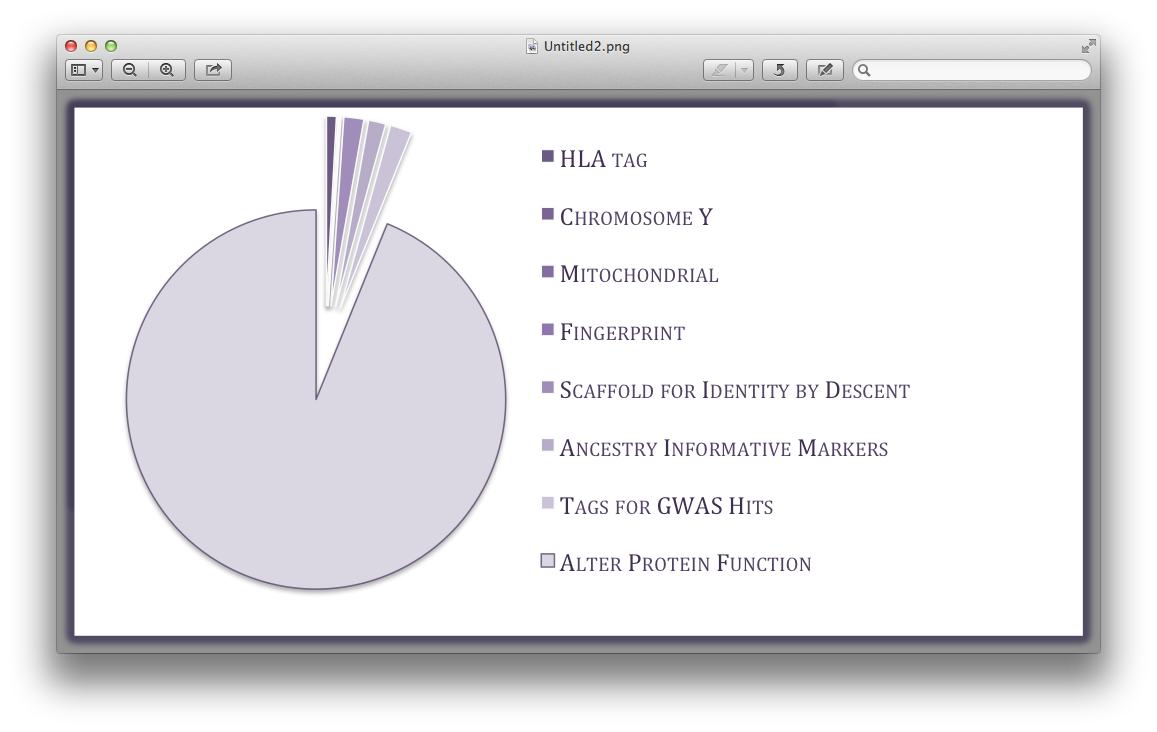 Untitled2.png
HLA TAG
CHROMOSOME Y
MITOCHONDRIAL
FINGERPRINT
SCAFFOLD FOR IDENTITY BY DESCENT
ANCESTRY INFORMATIVE MARKERS
TAGS FOR GWAS HITS
ALTER PROTEIN FUNCTION